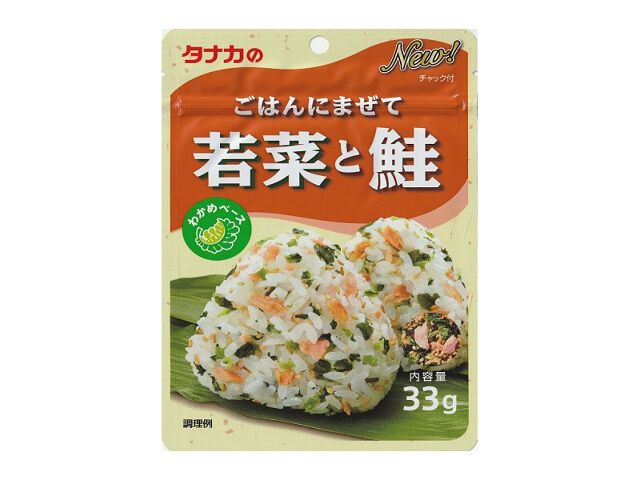 タナカの
New!
チャック付
ごはんにまぜて
若菜と鮭
わかめベース
内容量
33g
調理例